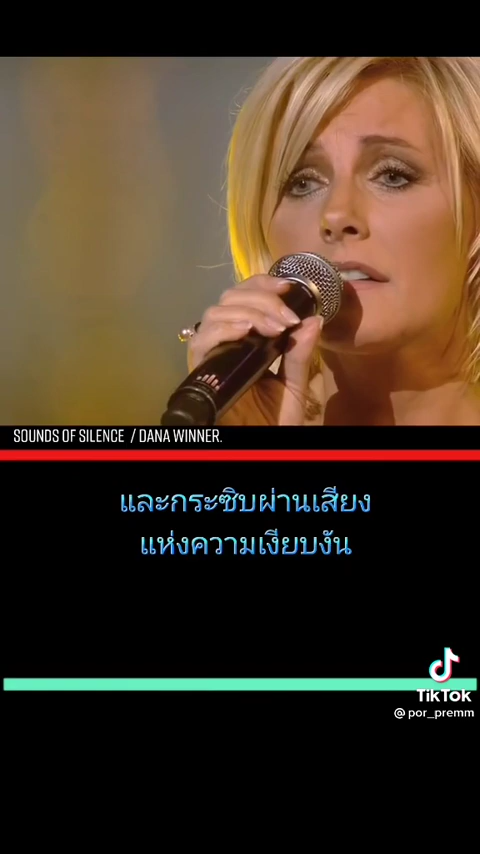 SOUNDS OF SILENCE / DANA WINNER.
และกระซิบผ่านเสียง
แห่งความเงียบงัน
TikTok
@por_premm